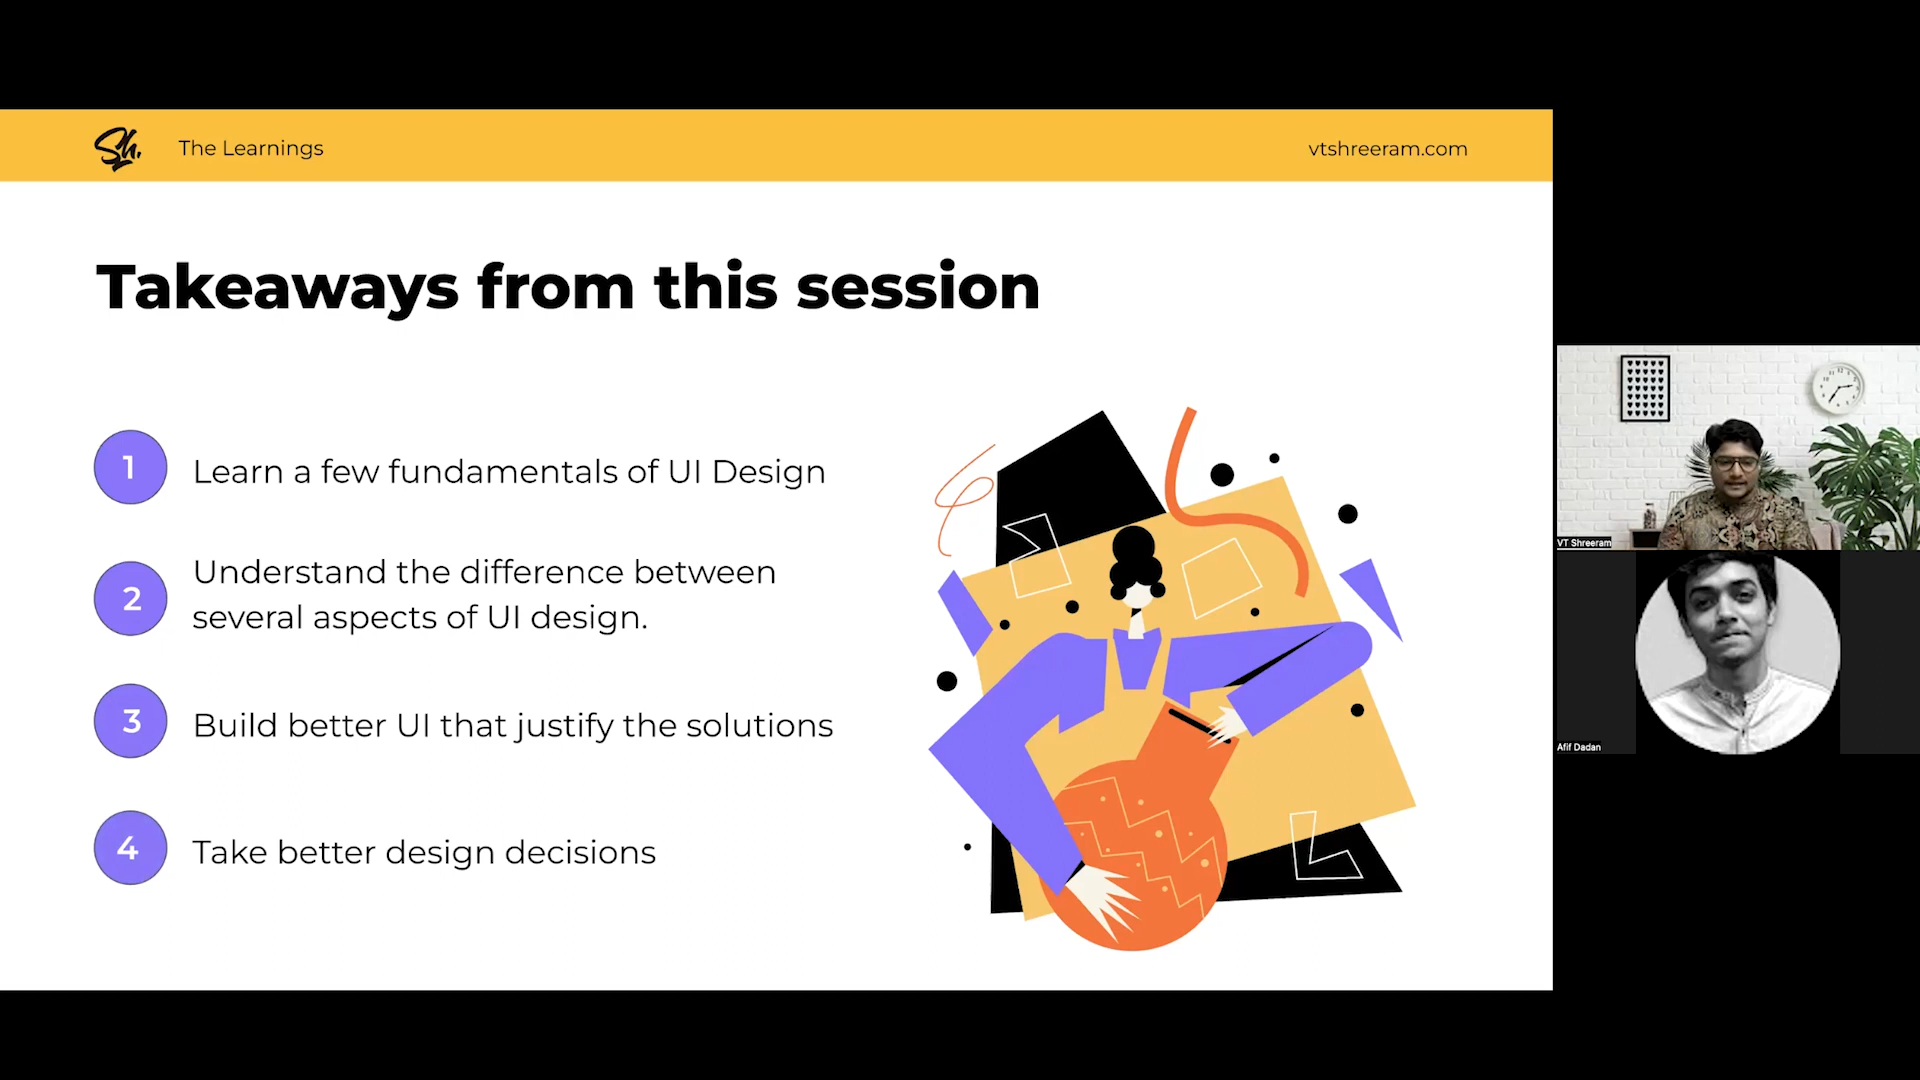 Sh.
The Learnings
vtshreeram.com
Takeaways from this session
1
Learn a few fundamentals of UI Design
2
Understand the difference between
several aspects of UI design.
3
Build better UI that justify the solutions
4
Take better design decisions
VT Shreeram
Afif Dadan